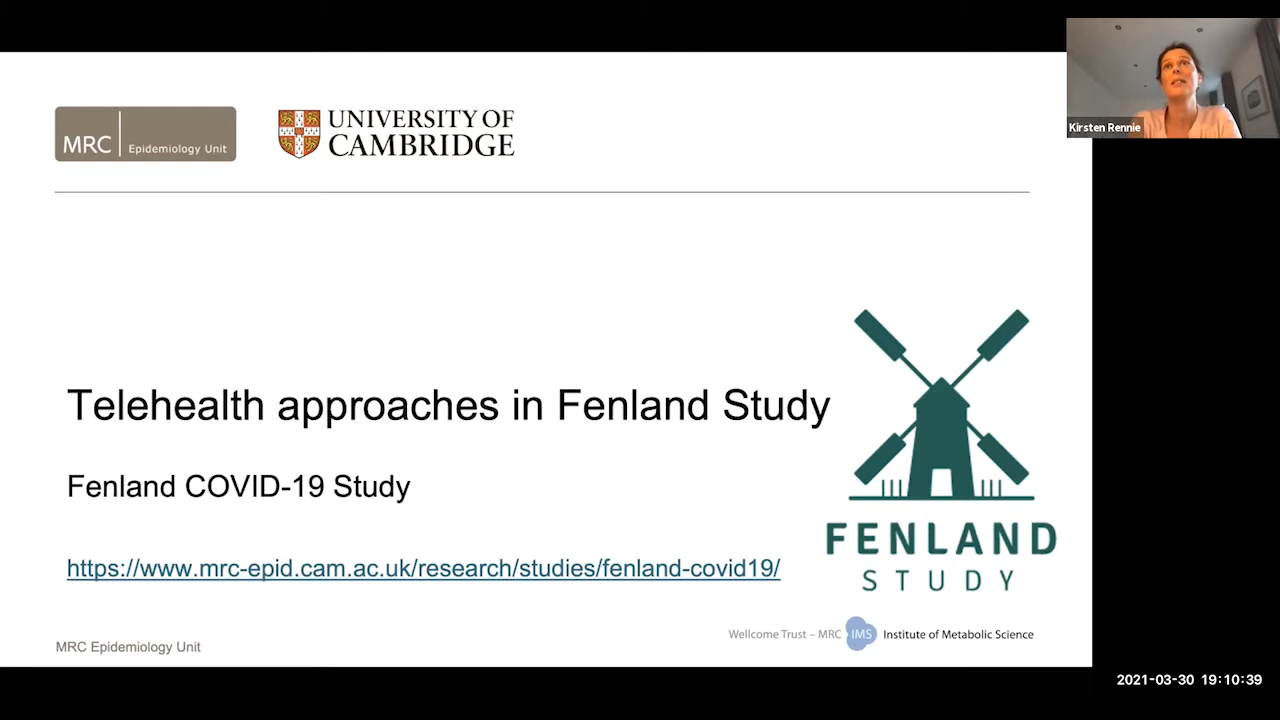 MRC Epidemiology Unit
UNIVERSITY OF
CAMBRIDGE
Kirsten Rennie
Telehealth approaches in Fenland Study
Fenland COVID-19 Study
https://www.mrc-epid.cam.ac.uk/research/studies/fenland-covid19/
FENLAND
STUDY
Wellcome Trust – MRC IMS Institute of Metabolic Science
MRC Epidemiology Unit
2021-03-30 19:10:39